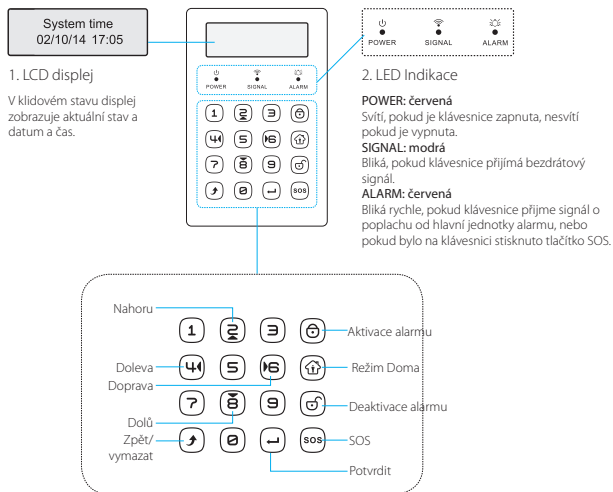 System time
02/10/14 17:05
1. LCD displej
V klidovém stavu displej
zobrazuje aktuální stav a
datum a čas.
POWER SIGNAL ALARM
1 2 3
4 5 6
7 8 9
0 SOS
POWER SIGNAL ALARM
2. LED Indikace
POWER: červená
Svítí, pokud je klávesnice zapnuta, nesvítí
pokud je vypnuta.
SIGNAL: modrá
Bliká, pokud klávesnice přijímá bezdrátový
signál.
ALARM: červená
Bliká rychle, pokud klávesnice přijme signál o
poplachu od hlavní jednotky alarmu, nebo
pokud bylo na klávesnici stisknuto tlačítko SOS.
Nahoru
1 2 3
Aktivace alarmu
Doleva
4 5 6
Režim Doma
Doprava
7 8 9
Deaktivace alarmu
Dolů
Zpět/
vymazat
0 SOS
SOS
Potvrdit